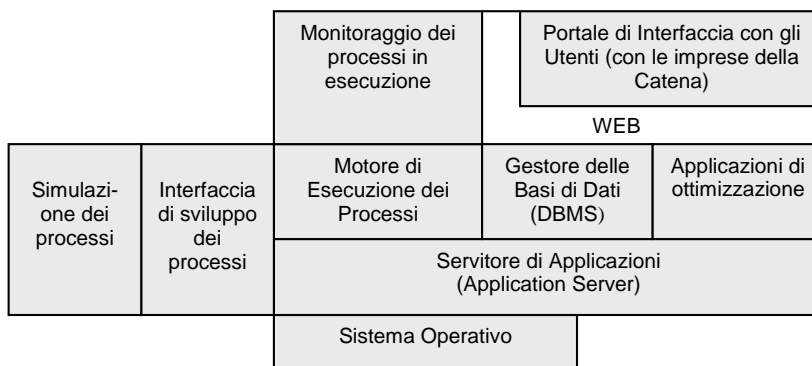 Monitoraggio dei
processi in
esecuzione
Portale di Interfaccia con gli
Utenti (con le imprese della
Catena)
WEB
Simulazi-
one dei
processi
Interfaccia
di sviluppo
dei
processi
Motore di
Esecuzione dei
Processi
Gestore delle
Basi di Dati
(DBMS)
Applicazioni di
ottimizzazione
Servitore di Applicazioni
(Application Server)
Sistema Operativo